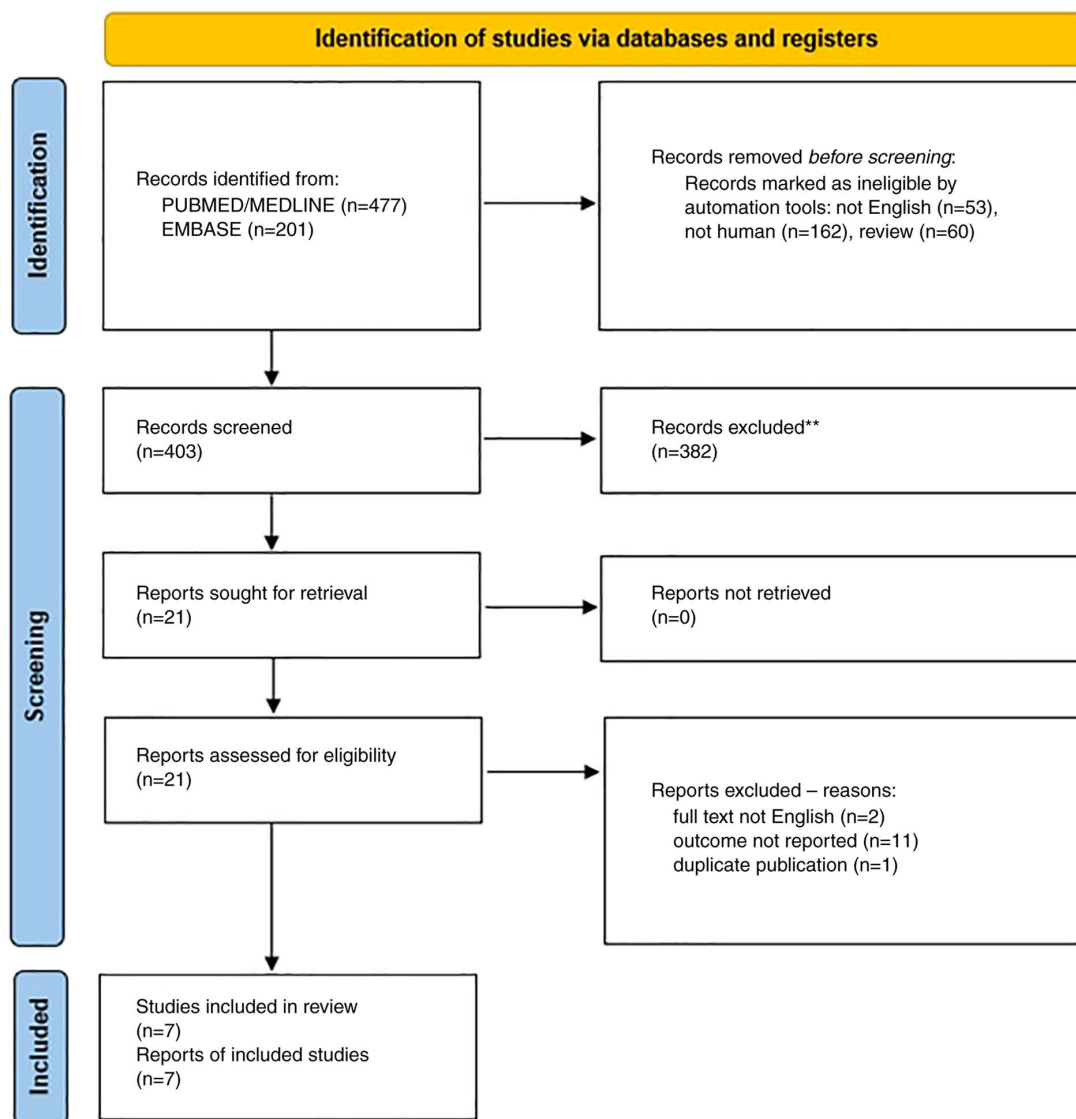 Identification of studies via databases and registers
Identification
Records identified from:
PUBMED/MEDLINE (n=477)
EMBASE (n=201)
Records removed before screening:
Records marked as ineligible by
automation tools: not English (n=53),
not human (n=162), review (n=60)
Screening
Records screened
(n=403)
Records excluded**
(n=382)
Reports sought for retrieval
(n=21)
Reports not retrieved
(n=0)
Reports assessed for eligibility
(n=21)
Reports excluded – reasons:
full text not English (n=2)
outcome not reported (n=11)
duplicate publication (n=1)
Included
Studies included in review
(n=7)
Reports of included studies
(n=7)